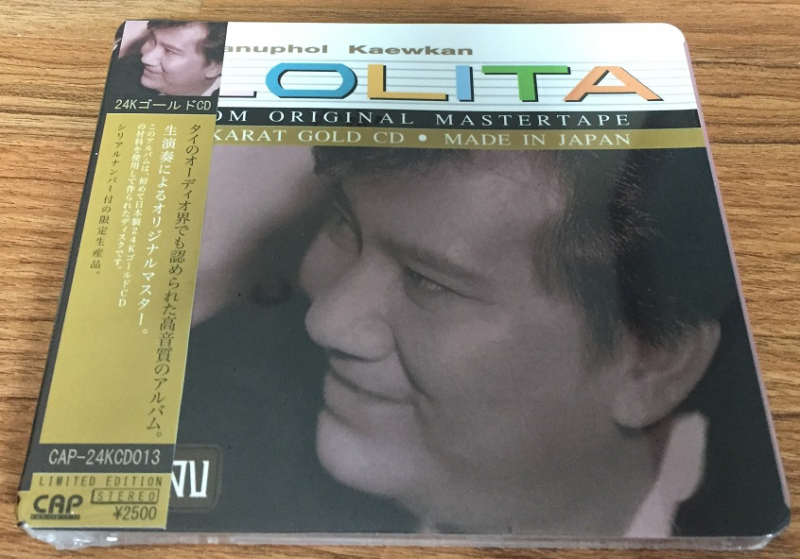 anuphol Kaewkan
LOLITA
OM ORIGINAL MASTERTAPE
KARAT GOLD CD • MADE IN JAPAN
24KゴールドCD
タイのオーディオ界でも認められた高音質のアルバム。
生演奏によるオリジナルマスター。
このアルバムは、初めて日本製24KゴールドCD
の材料を使用して作られたディスクです。
シリアルナンバー付の限定生産品。
CAP-24KCD013
LIMITED EDITION
STEREO
CAP
¥2500